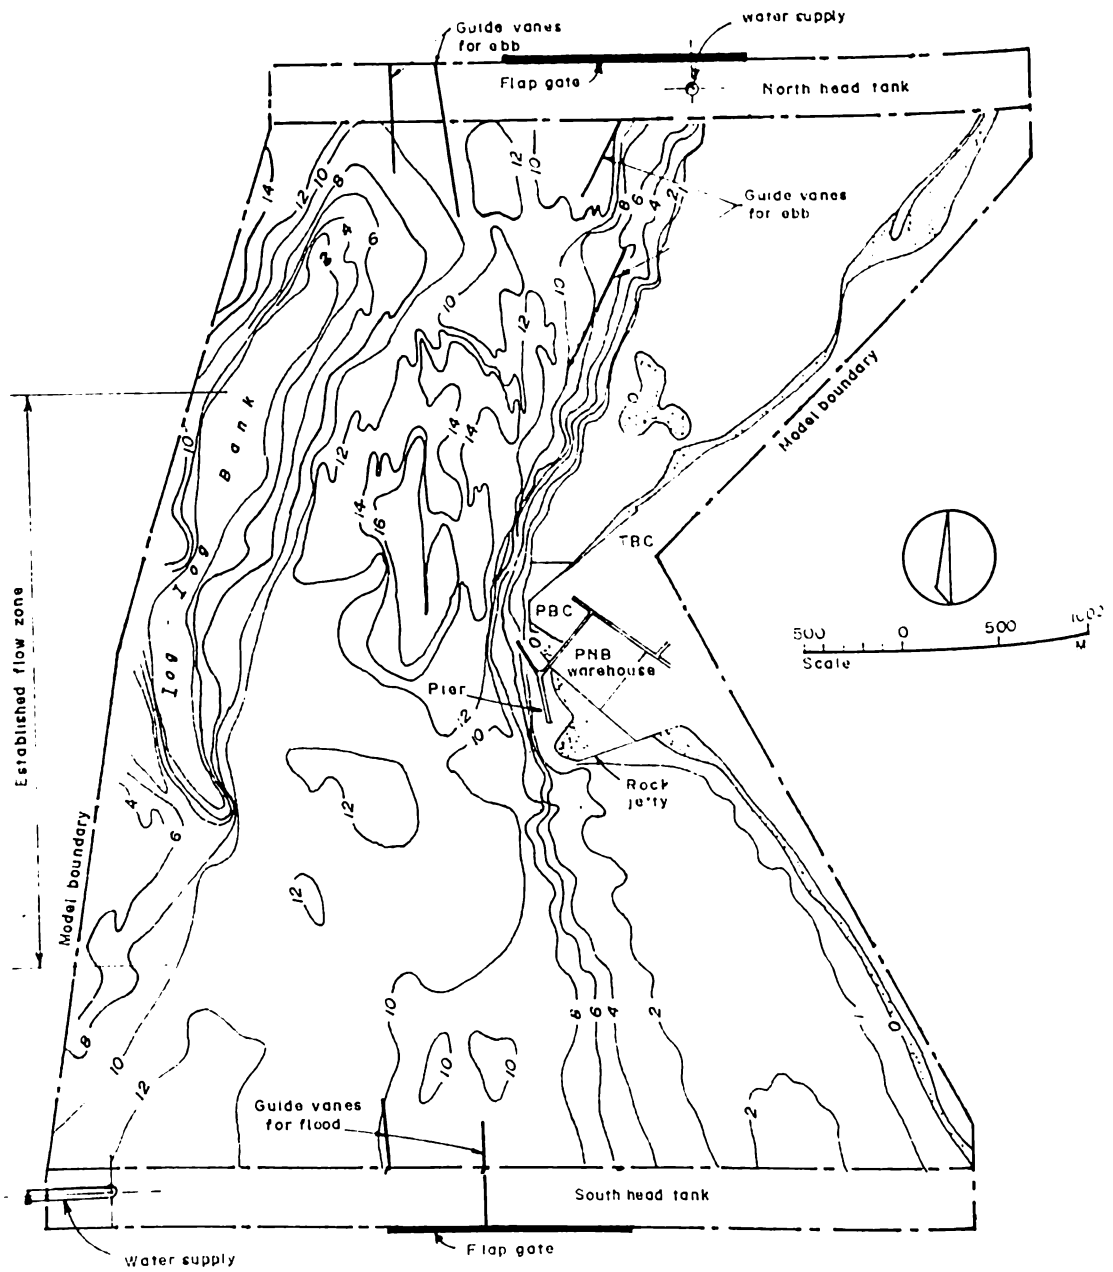 water supply
Guide vanes
for ebb
Flap gate
North head tank
14
12
10
8
12
10
8
6
4
2
Guide vanes
for ebb
4
6
2
10
10
12
Model boundary
Bank
10
14
14
12
14
16
Established flow zone
Iog - Iog
TBC
PBC
0
PNB
warehouse
500
0
500
1000
M
Scale
Pier
12
10
Rock
jetty
12
4
6
12
Model boundary
10
8
6
4
2
1
0
8
10
12
10
10
2
Guide vanes
for flood
South head tank
Flap gate
Water supply